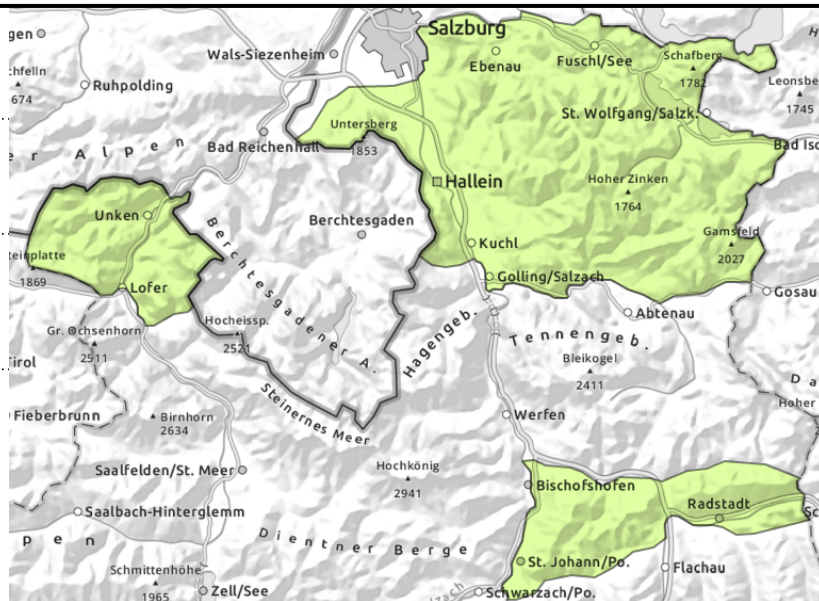 Salzburg
gen
Wals-Siezenheim
Ebenau
Fuschl/See
Schafberg
1782
chfelln
674
Ruhpolding
Leonsbe
1745
St. Wolfgang/Salzk.
Untersberg
1853
er Alpen
Bad Reichenhall
Bad Isc
Hallein
Hoher Zinken
1764
Unken
Berchtesgaden
Kuchl
Gamsfeld
2027
teinplatte
1869
Lofer
Golling/Salzach
Gosau
Berchtesgadener A.
Hocheissp.
2521
Hagengeb.
Abtenau
Gr. Ochsenhorn
2511
Tennengeb.
Bleikogel
2411
Tirol
Da
Hoher
Fieberbrunn
Birnhorn
2634
Steinernes Meer
Werfen
Saalfelden/St. Meer
Hochkönig
2941
Bischofshofen
Radstadt
Sc
Saalbach-Hinterglemm
pen
Dientner Berge
St. Johann/Po.
Flachau
Schmittenhöhe
1965
Zell/See
Schwarzach/Po.